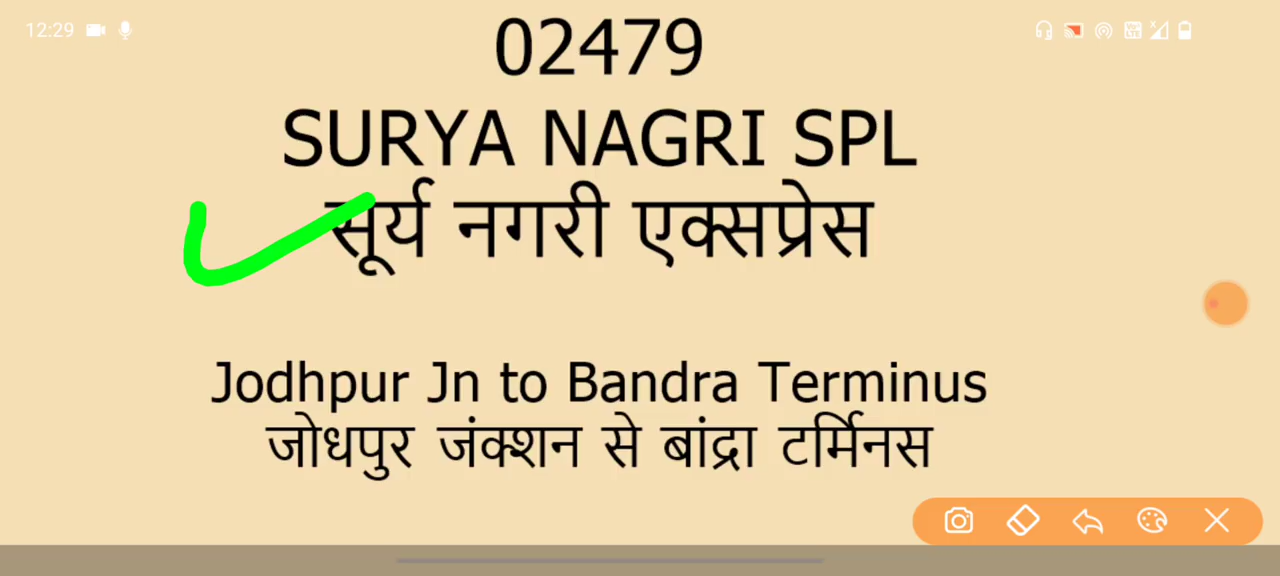 12:29
02479
SURYA NAGRI SPL
सूर्य नगरी एक्सप्रेस
Jodhpur Jn to Bandra Terminus
जोधपुर जंक्शन से बांद्रा टर्मिनस